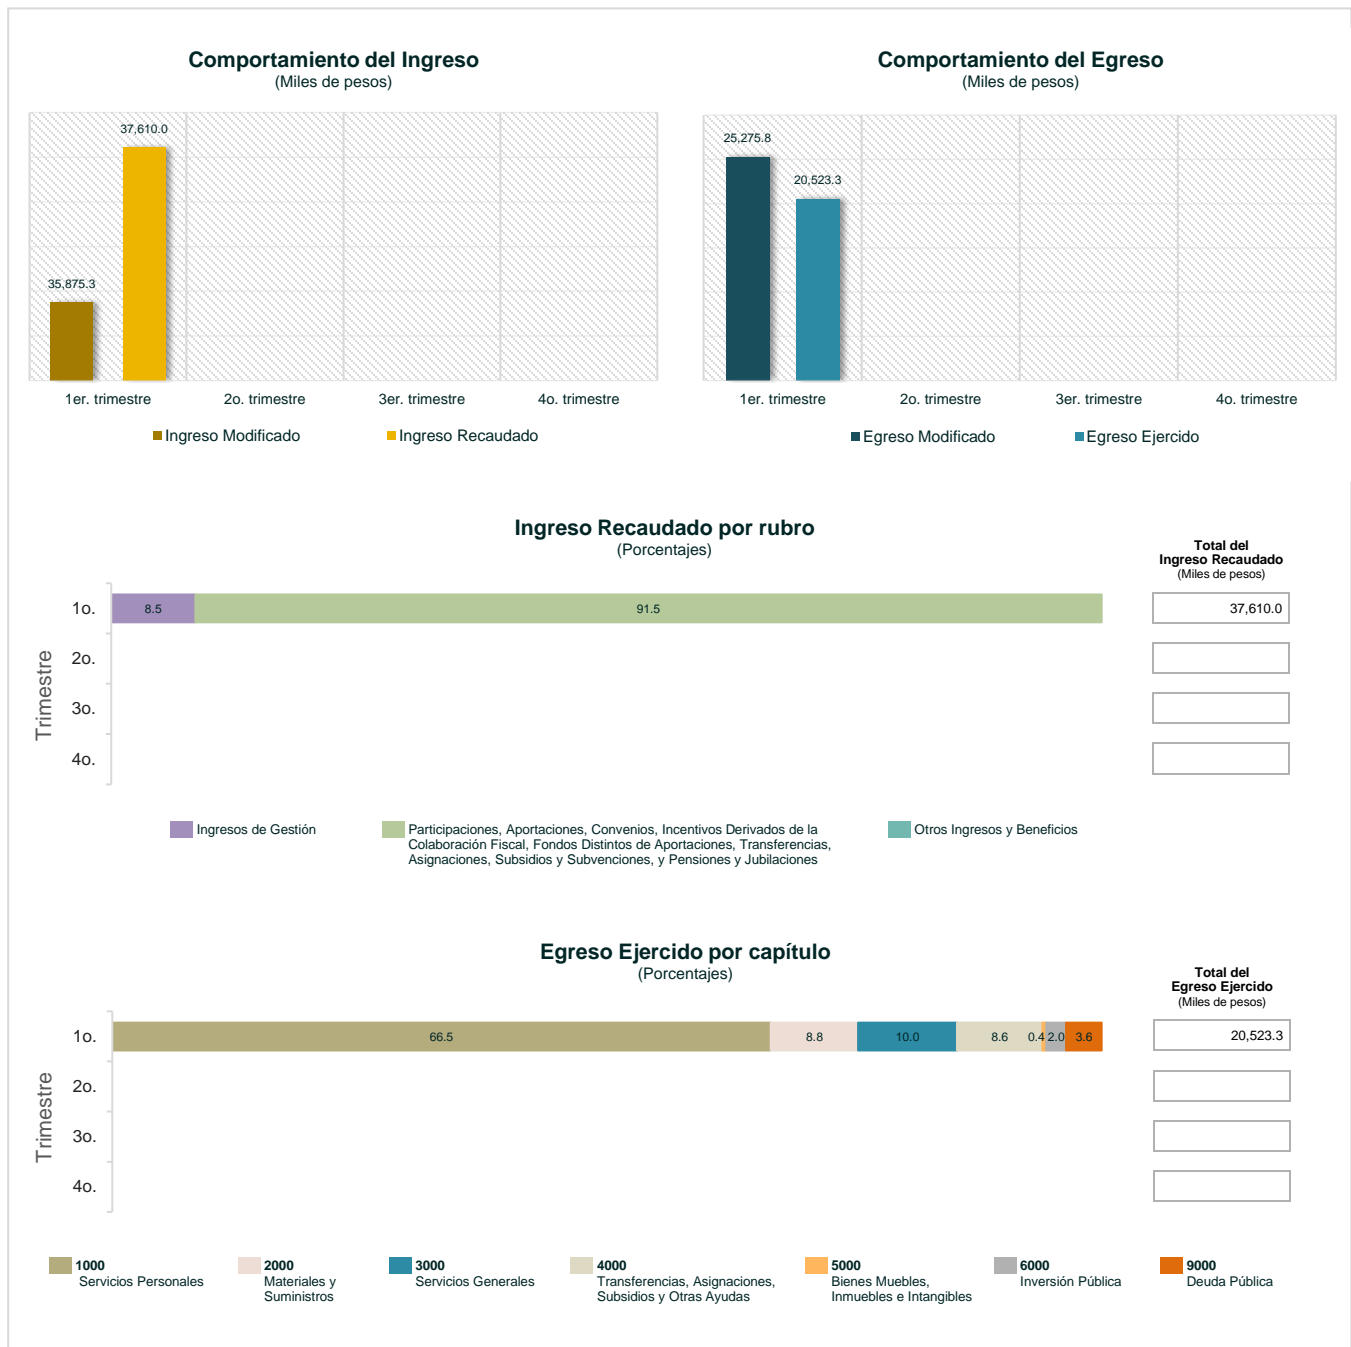 Comportamiento del Ingreso
(Miles de pesos)
37,610.0
35,875.3
1er. trimestre
2o. trimestre
3er. trimestre
4o. trimestre
Ingreso Modificado
Ingreso Recaudado
Comportamiento del Egreso
(Miles de pesos)
25,275.8
20,523.3
1er. trimestre
2o. trimestre
3er. trimestre
4o. trimestre
Egreso Modificado
Egreso Ejercido
Ingreso Recaudado por rubro
(Porcentajes)
Total del
Ingreso Recaudado
(Miles de pesos)
Trimestre
1o.
8.5
91.5
37,610.0
2o.
3o.
4o.
Ingresos de Gestión
Participaciones, Aportaciones, Convenios, Incentivos Derivados de la
Colaboración Fiscal, Fondos Distintos de Aportaciones, Transferencias,
Asignaciones, Subsidios y Subvenciones, y Pensiones y Jubilaciones
Otros Ingresos y Beneficios
Egreso Ejercido por capítulo
(Porcentajes)
Total del
Egreso Ejercido
(Miles de pesos)
Trimestre
1o.
66.5
8.8
10.0
8.6
0.4
2.0
3.6
20,523.3
2o.
3o.
4o.
1000
Servicios Personales
2000
Materiales y
Suministros
3000
Servicios Generales
4000
Transferencias, Asignaciones,
Subsidios y Otras Ayudas
5000
Bienes Muebles,
Inmuebles e Intangibles
6000
Inversión Pública
9000
Deuda Pública